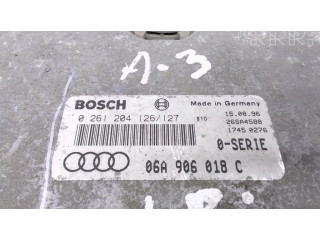 A-3
BOSCH
Made in Germany
0 261 204 126/127
15.08.96
26SA4588
1745 0276
0-SERIE
06A 906 018 C